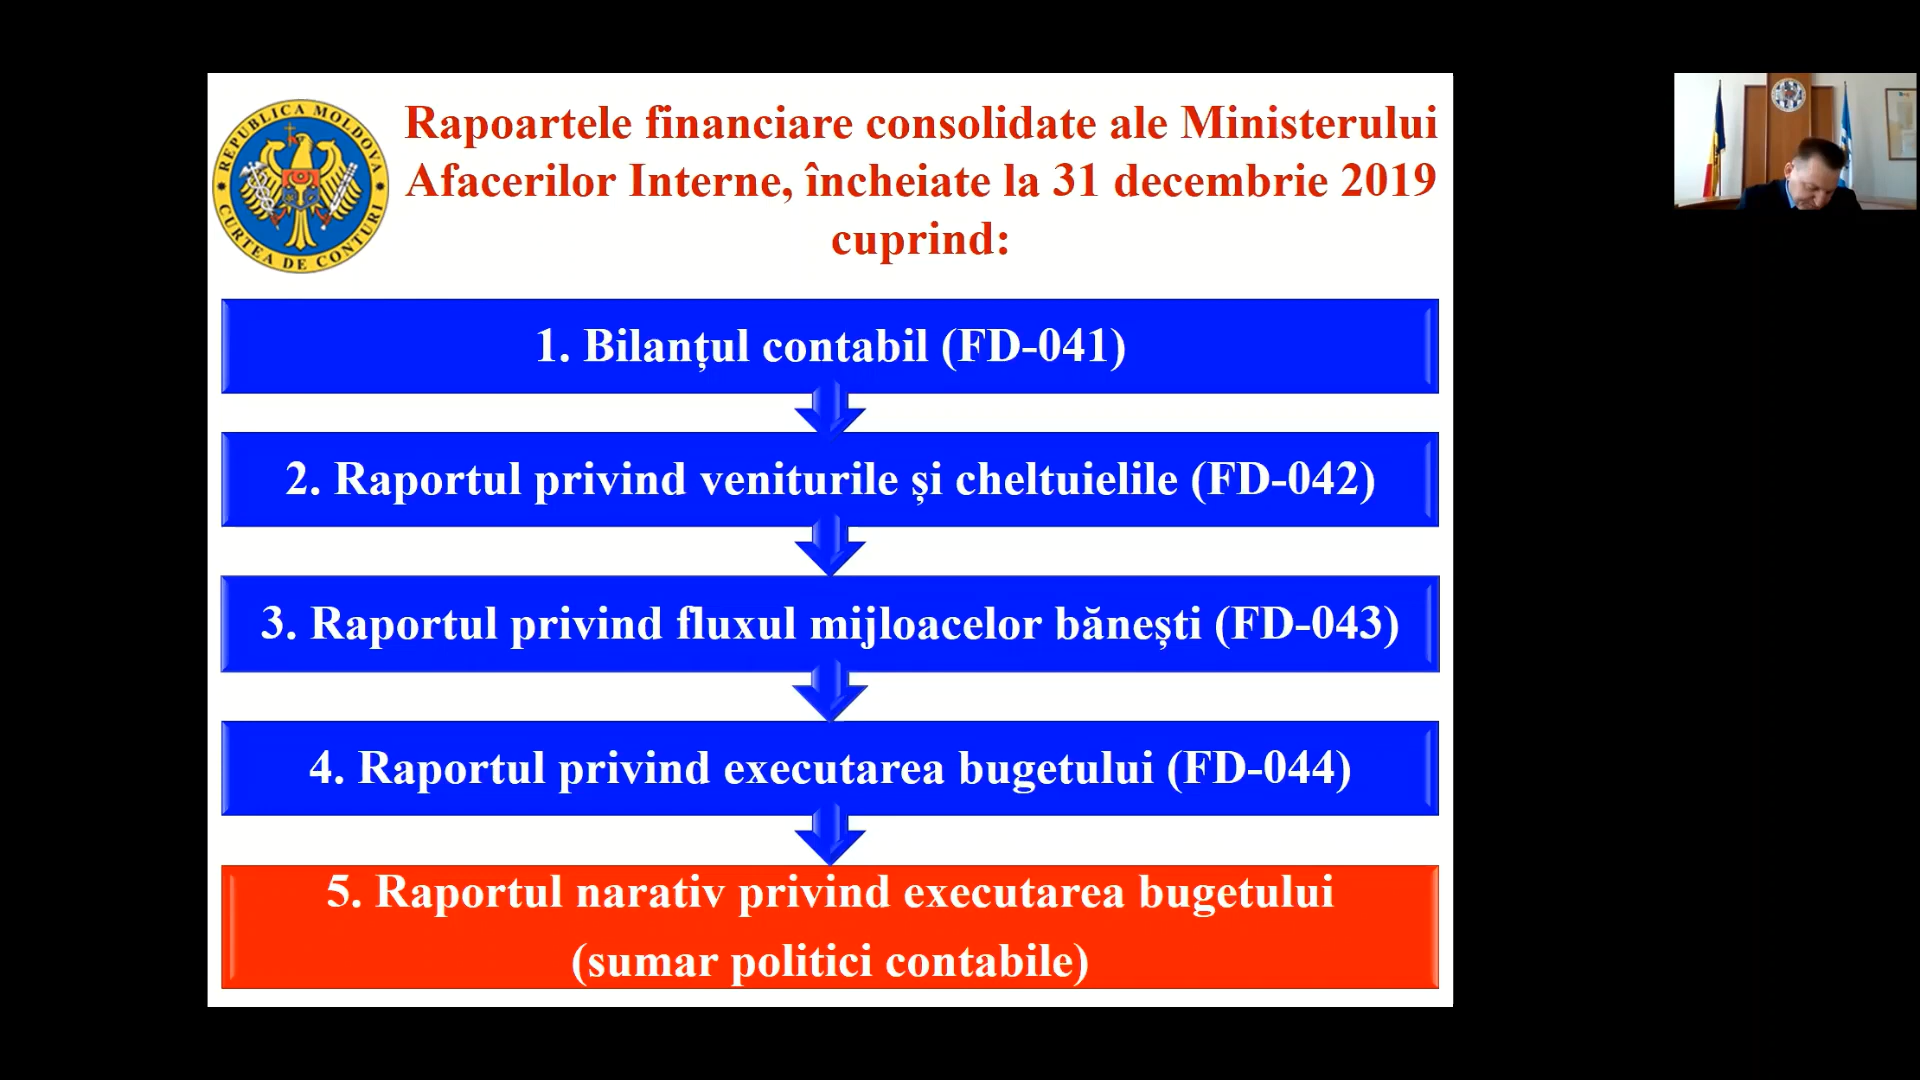 REPUBLICA MOLDOVA
CURTEA DE CONTURI
Rapoartele financiare consolidate ale Ministerului
Afacerilor Interne, încheiate la 31 decembrie 2019
cuprind:
1. Bilanțul contabil (FD-041)
2. Raportul privind veniturile și cheltuielile (FD-042)
3. Raportul privind fluxul mijloacelor bănești (FD-043)
4. Raportul privind executarea bugetului (FD-044)
5. Raportul narativ privind executarea bugetului
(sumar politici contabile)